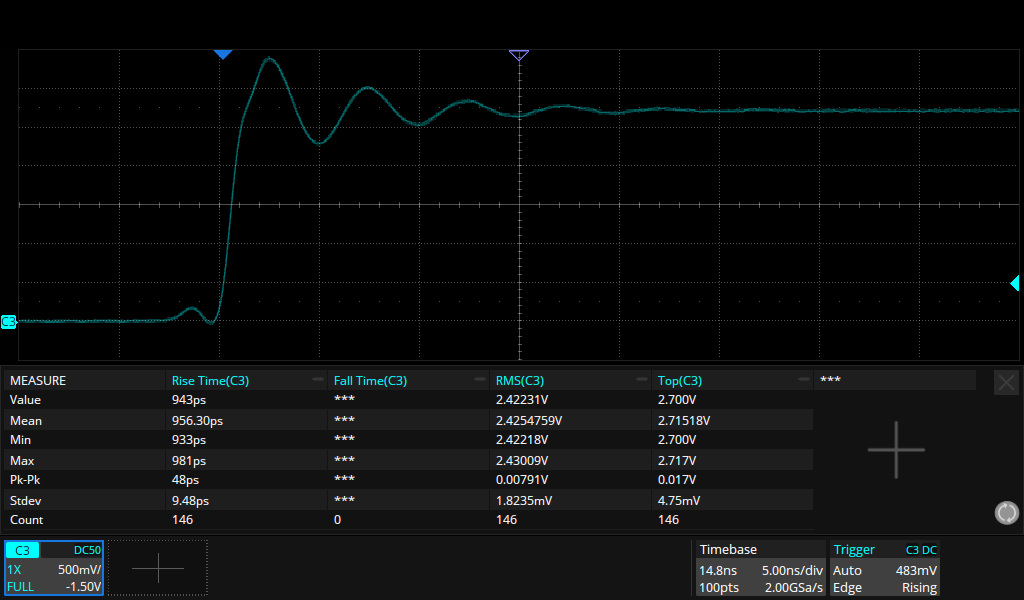 C3
MEASURE Rise Time(C3) Fall Time(C3) RMS(C3) Top(C3) ***
Value 943ps *** 2.42231V 2.700V
Mean 956.30ps *** 2.4254759V 2.71518V
Min 933ps *** 2.42218V 2.700V
Max 981ps *** 2.43009V 2.717V
Pk-Pk 48ps *** 0.00791V 0.017V
Stdev 9.48ps *** 1.8235mV 4.75mV
Count 146 0 146 146
C3 DC50 Timebase Trigger C3 DC
1X 500mV/ 14.8ns 5.00ns/div Auto 483mV
FULL -1.50V 100pts 2.00GSa/s Edge Rising